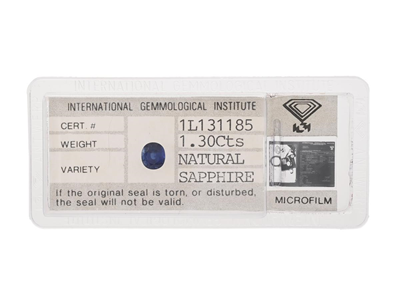 INTERNATIONAL GEMMOLOGICAL INSTITUTE
CERT. # 1L131185
WEIGHT 1.30Cts
VARIETY NATURAL
SAPPHIRE
If the original seal is torn, or disturbed,
the seal will not be valid.
MICROFILM